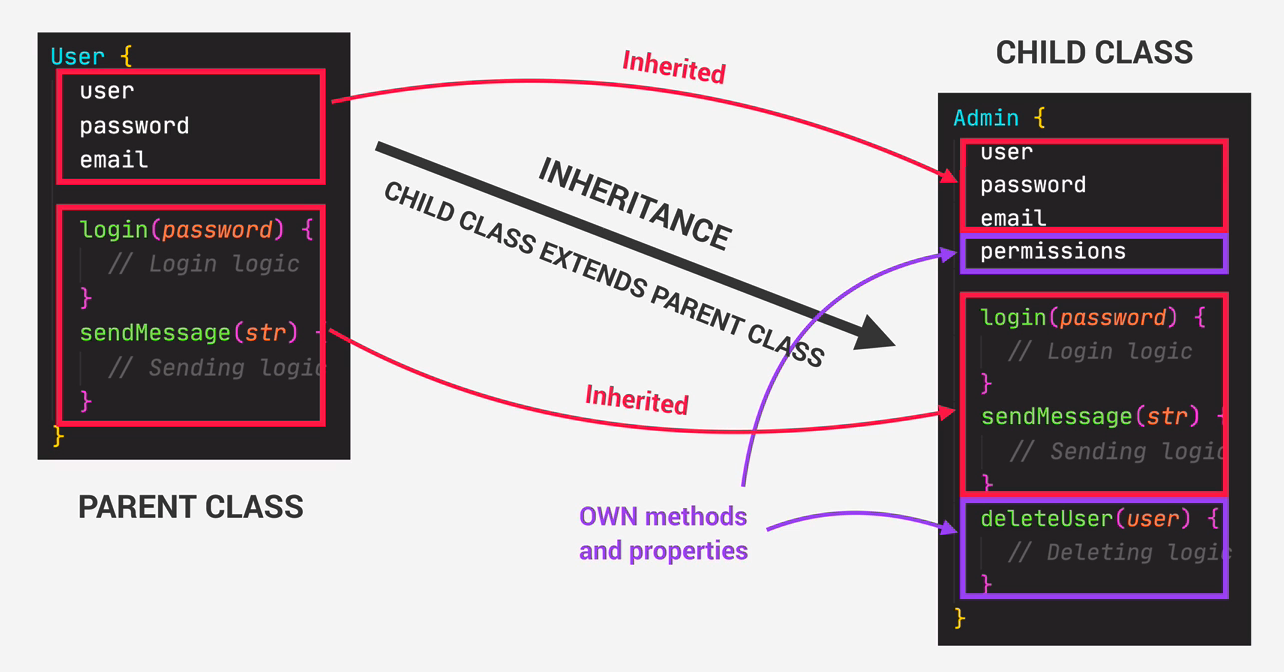 User {
user
password
email
login(password) {
// Login logic
}
sendMessage(str) {
// Sending logic
}
}
PARENT CLASS
Inherited
INHERITANCE
CHILD CLASS EXTENDS PARENT CLASS
Inherited
OWN methods
and properties
CHILD CLASS
Admin {
user
password
email
permissions
login(password) {
// Login logic
}
sendMessage(str) {
// Sending logic
}
deleteUser(user) {
// Deleting logic
}
}